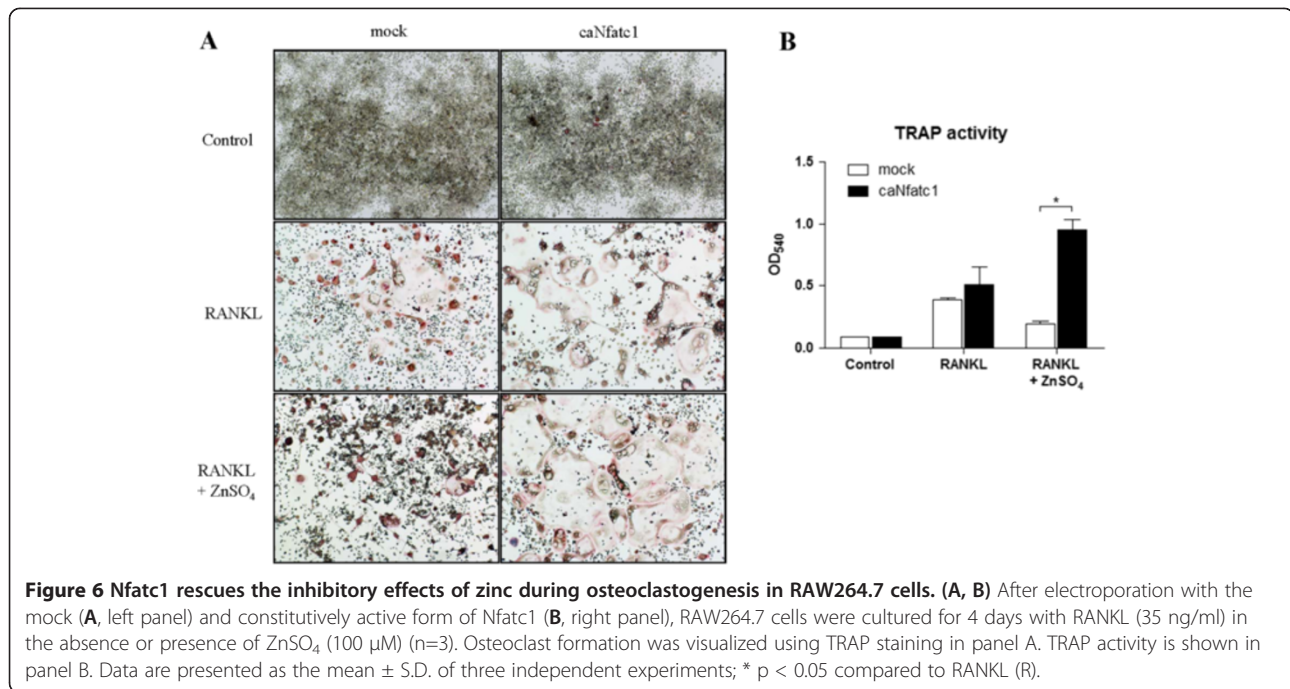 A
mock
caNfatc1
Control
RANKL
RANKL
+ ZnSO₄
B
TRAP activity
mock
caNfatc1
*
OD₅₄₀
1.5
1.0
0.5
0.0
Control
RANKL
RANKL
+ ZnSO₄
Figure 6 Nfatc1 rescues the inhibitory effects of zinc during osteoclastogenesis in RAW264.7 cells. (A, B) After electroporation with the
mock (A, left panel) and constitutively active form of Nfatc1 (B, right panel), RAW264.7 cells were cultured for 4 days with RANKL (35 ng/ml) in
the absence or presence of ZnSO₄ (100 μM) (n=3). Osteoclast formation was visualized using TRAP staining in panel A. TRAP activity is shown in
panel B. Data are presented as the mean ± S.D. of three independent experiments; * p < 0.05 compared to RANKL (R).